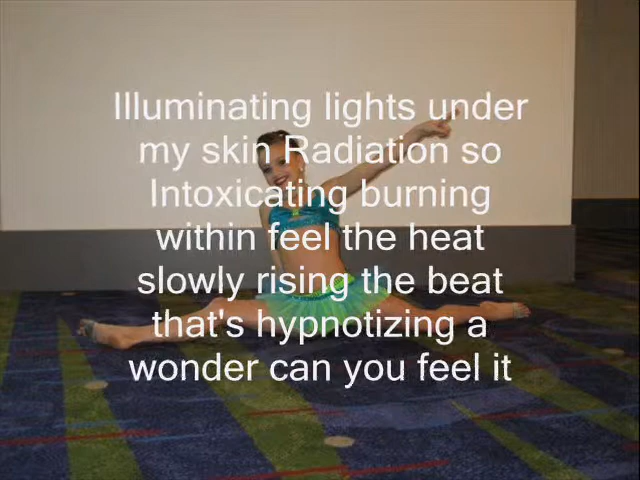 Illuminating lights under
my skin Radiation so
Intoxicating burning
within feel the heat
slowly rising the beat
that's hypnotizing a
wonder can you feel it